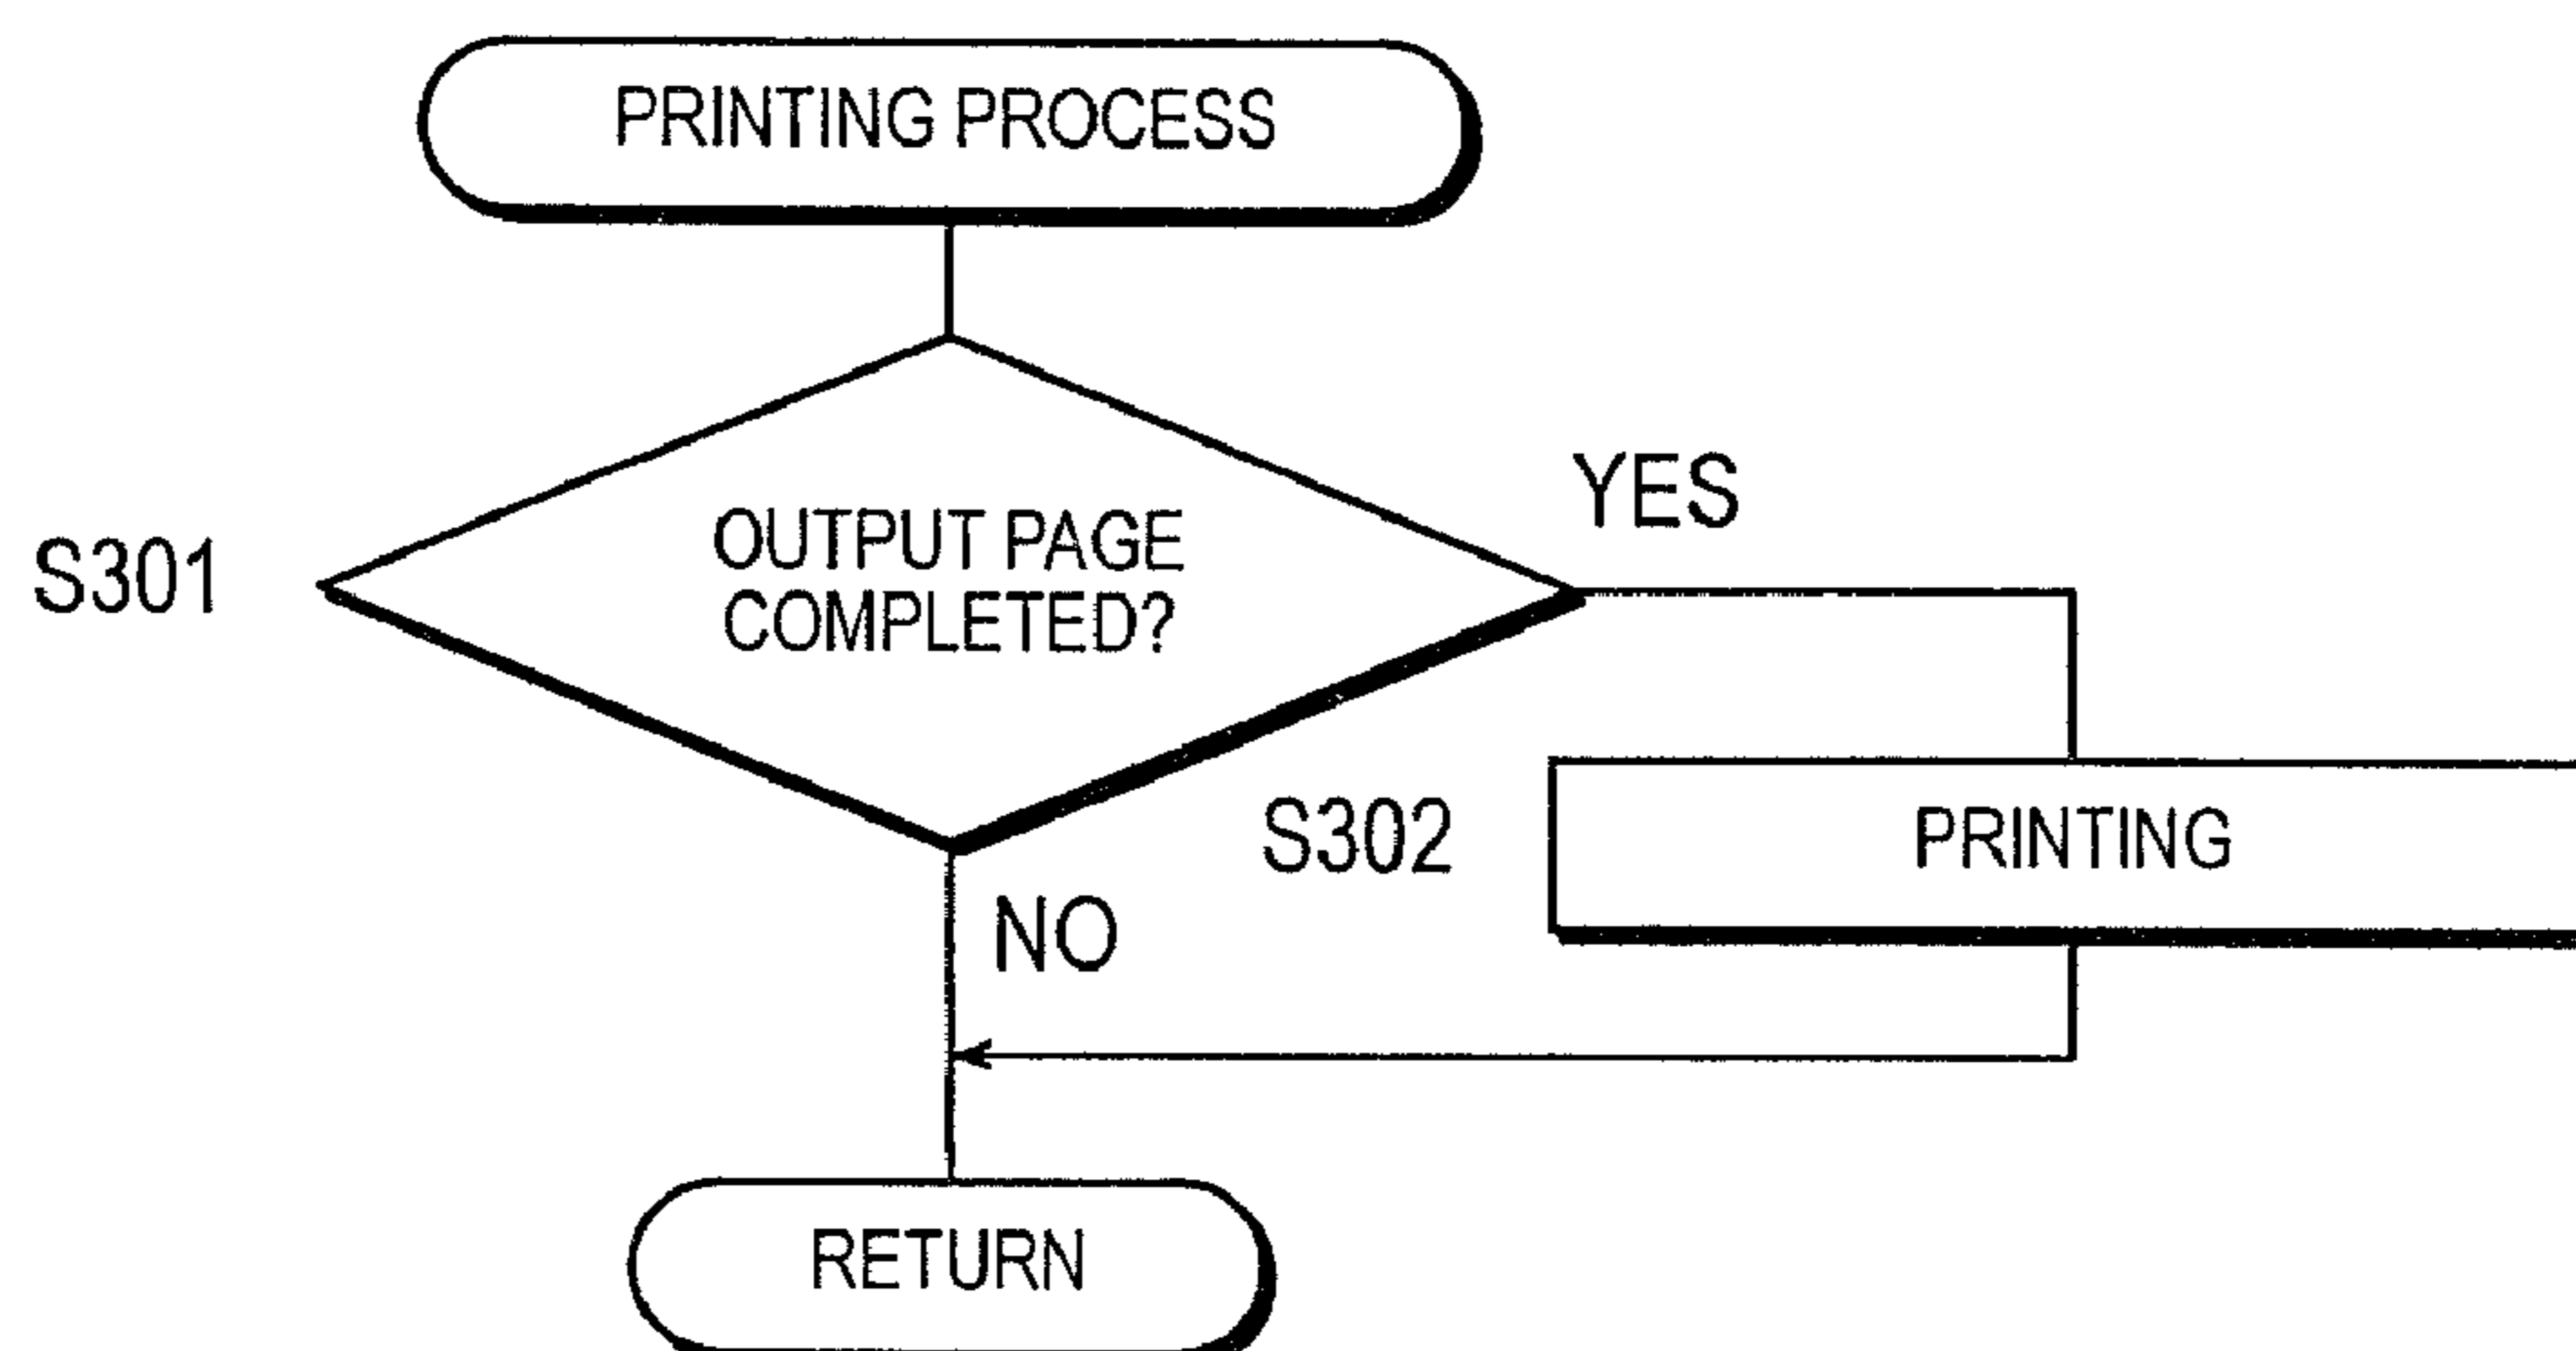 PRINTING PROCESS
S301
OUTPUT PAGE
COMPLETED?
YES
S302
PRINTING
NO
RETURN